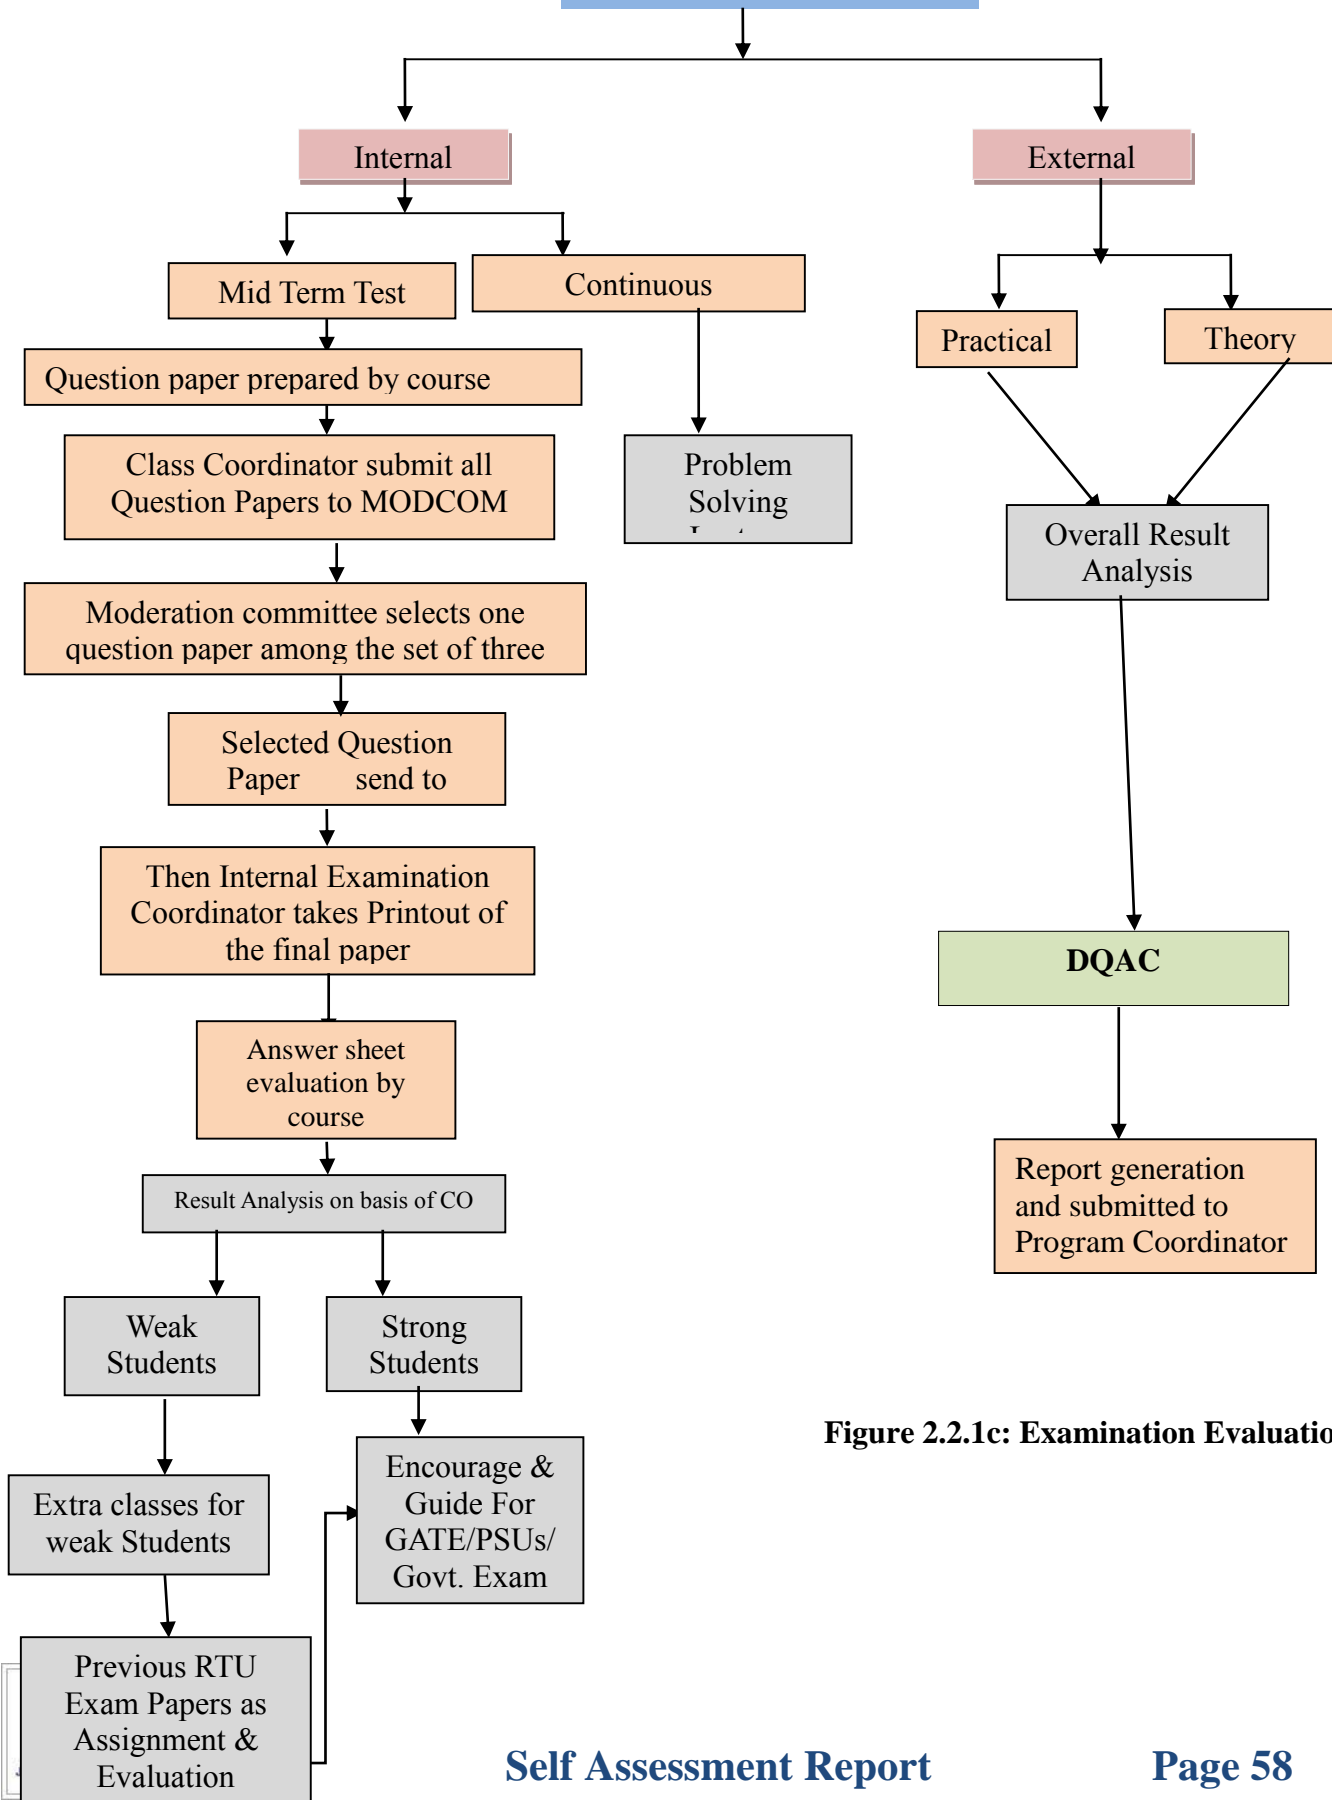 Internal
External
Mid Term Test
Continuous
Practical
Theory
Question paper prepared by course
Class Coordinator submit all
Question Papers to MODCOM
Problem
Solving
Overall Result
Analysis
Moderation committee selects one
question paper among the set of three
Selected Question
Paper send to
Then Internal Examination
Coordinator takes Printout of
the final paper
DQAC
Answer sheet
evaluation by
course
Report generation
and submitted to
Program Coordinator
Result Analysis on basis of CO
Weak
Students
Strong
Students
Figure 2.2.1c: Examination Evaluatio
Extra classes for
weak Students
Encourage &
Guide For
GATE/PSUs/
Govt. Exam
Previous RTU
Exam Papers as
Assignment &
Evaluation
Self Assessment Report Page 58